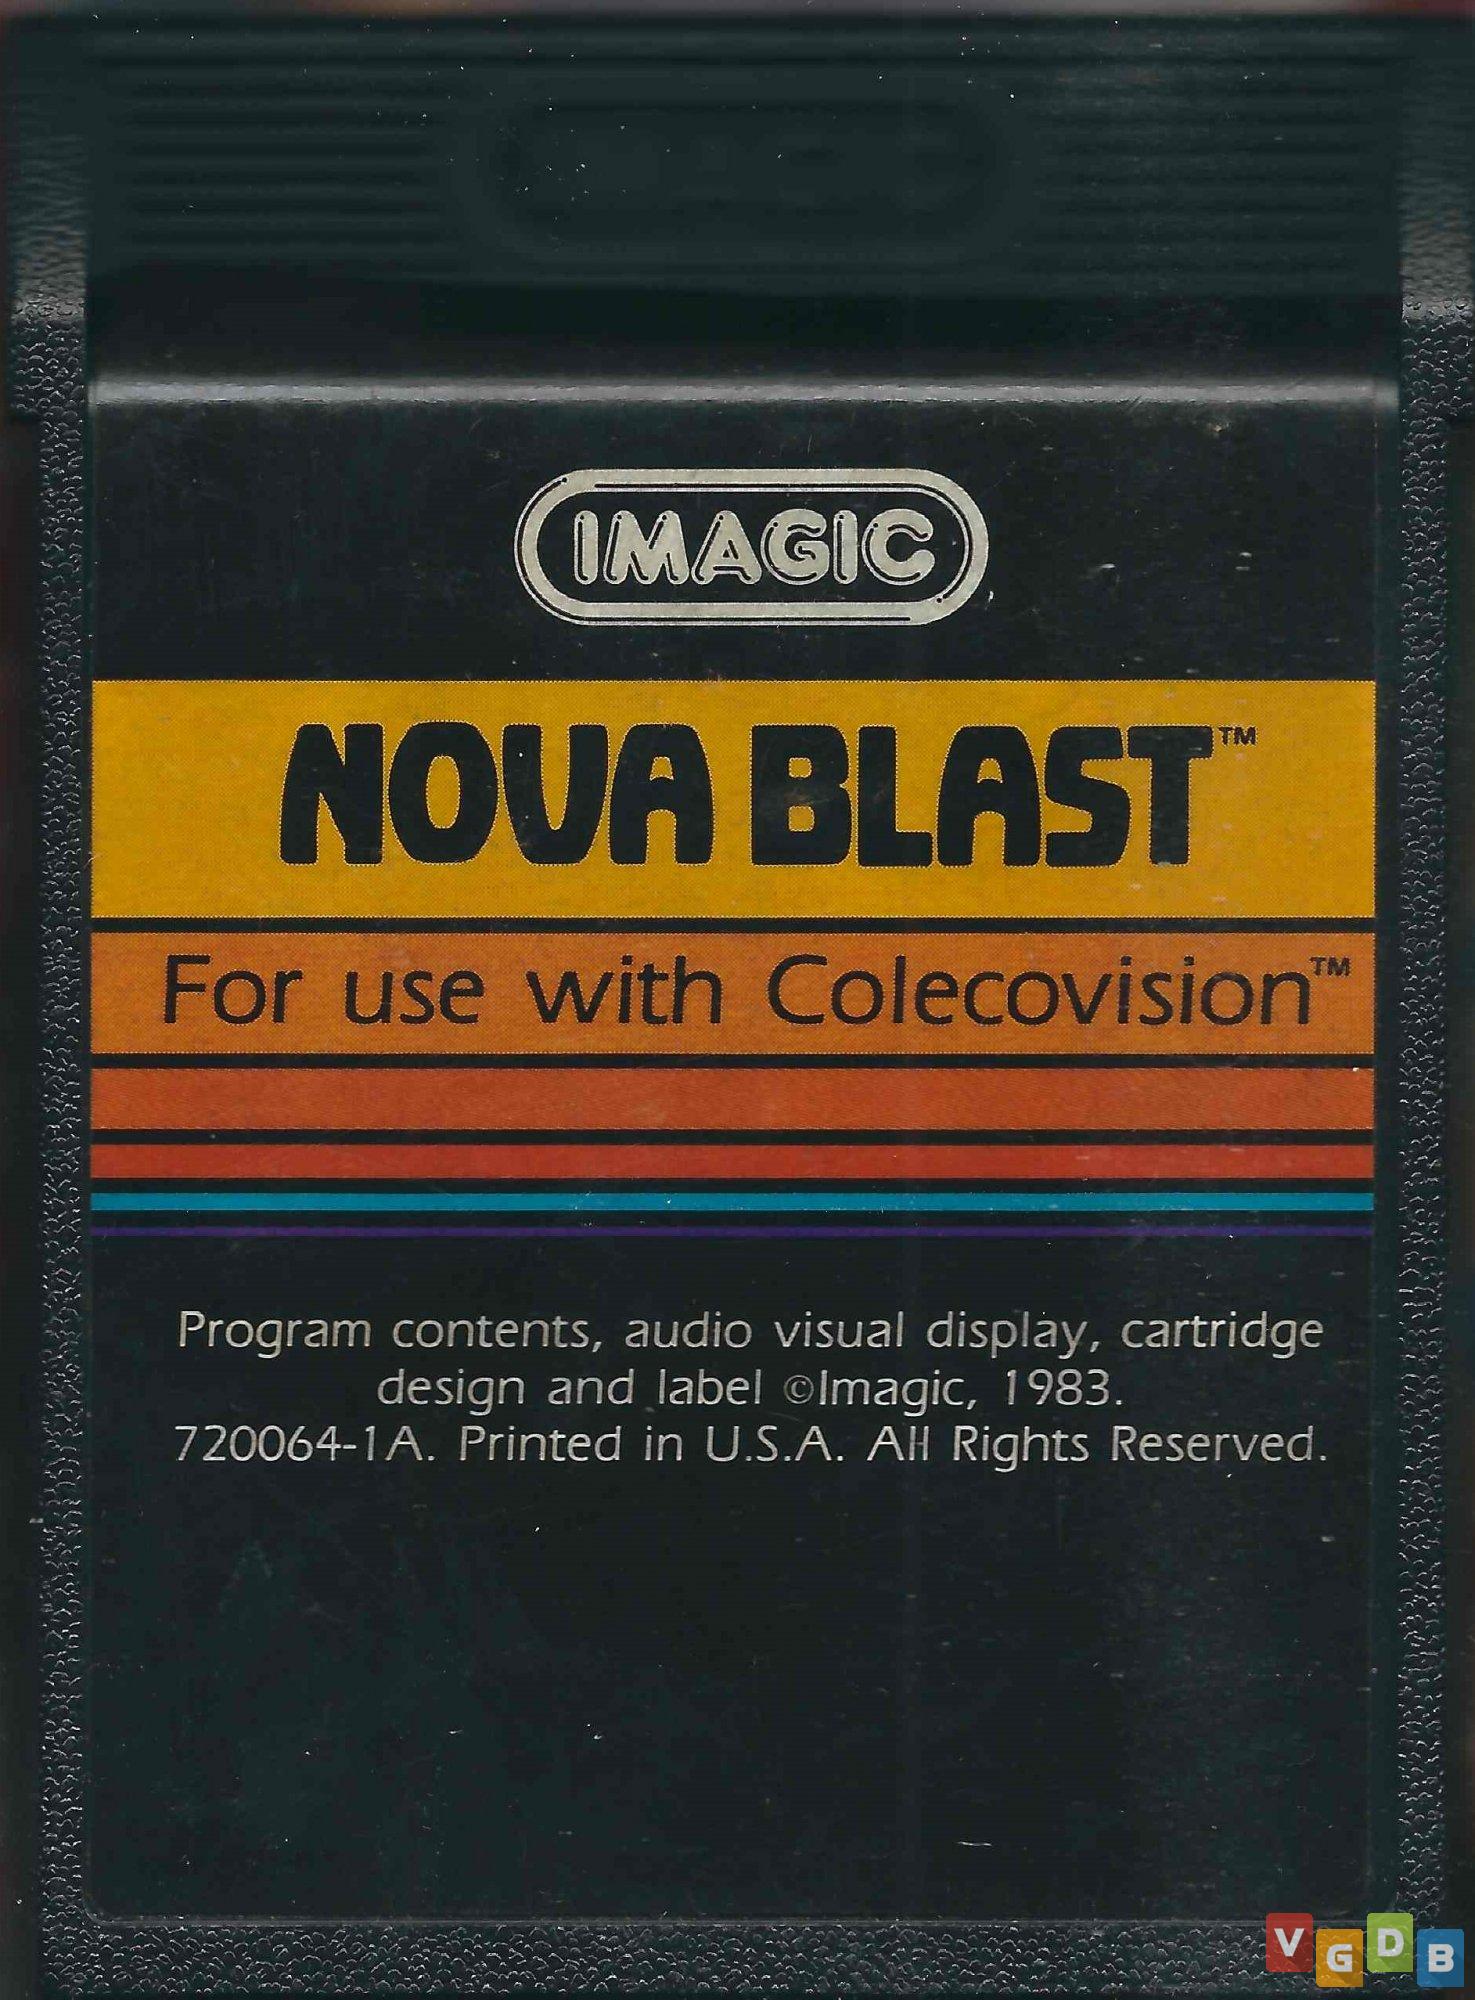 IMAGIC
NOVA BLAST™
For use with Colecovision™
Program contents, audio visual display, cartridge
design and label ©Imagic, 1983.
720064-1A. Printed in U.S.A. All Rights Reserved.
VGDB